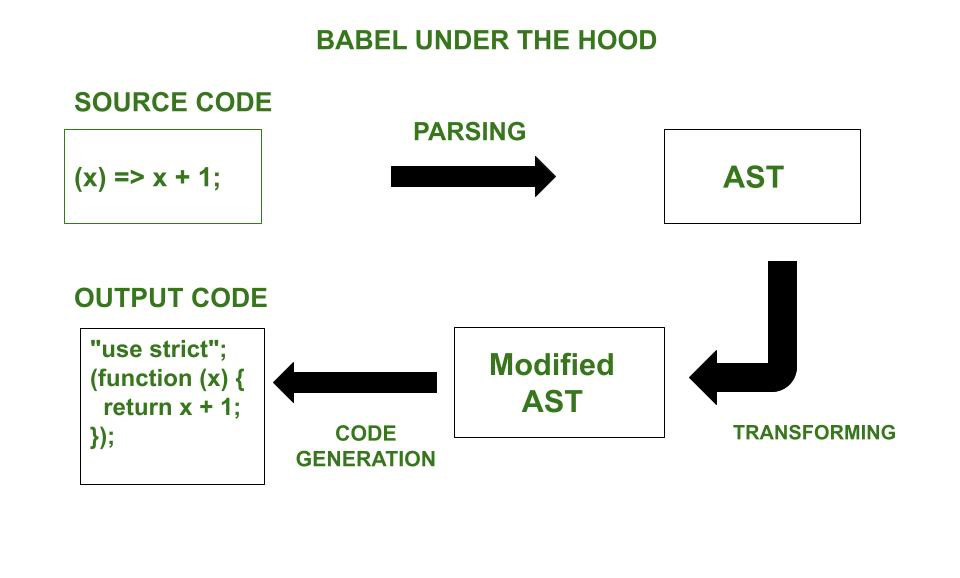 BABEL UNDER THE HOOD
SOURCE CODE
(x) => x + 1;
PARSING
AST
TRANSFORMING
Modified
AST
CODE
GENERATION
OUTPUT CODE
"use strict";
(function (x) {
  return x + 1;
});